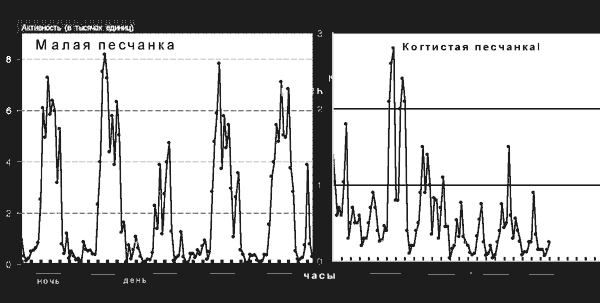 Активность (в тысячах единиц)
Малая песчанка
Когтистая песчанка
8
6
4
2
0
3
2
1
0
ночь
день
часы